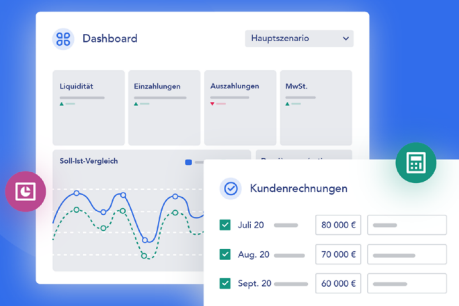 Dashboard
Hauptszenario
Liquidität
Einzahlungen
Auszahlungen
MwSt.
Soll-Ist-Vergleich
Kundenrechnungen
Juli 20
80 000 €
Aug. 20
70 000 €
Sept. 20
60 000 €